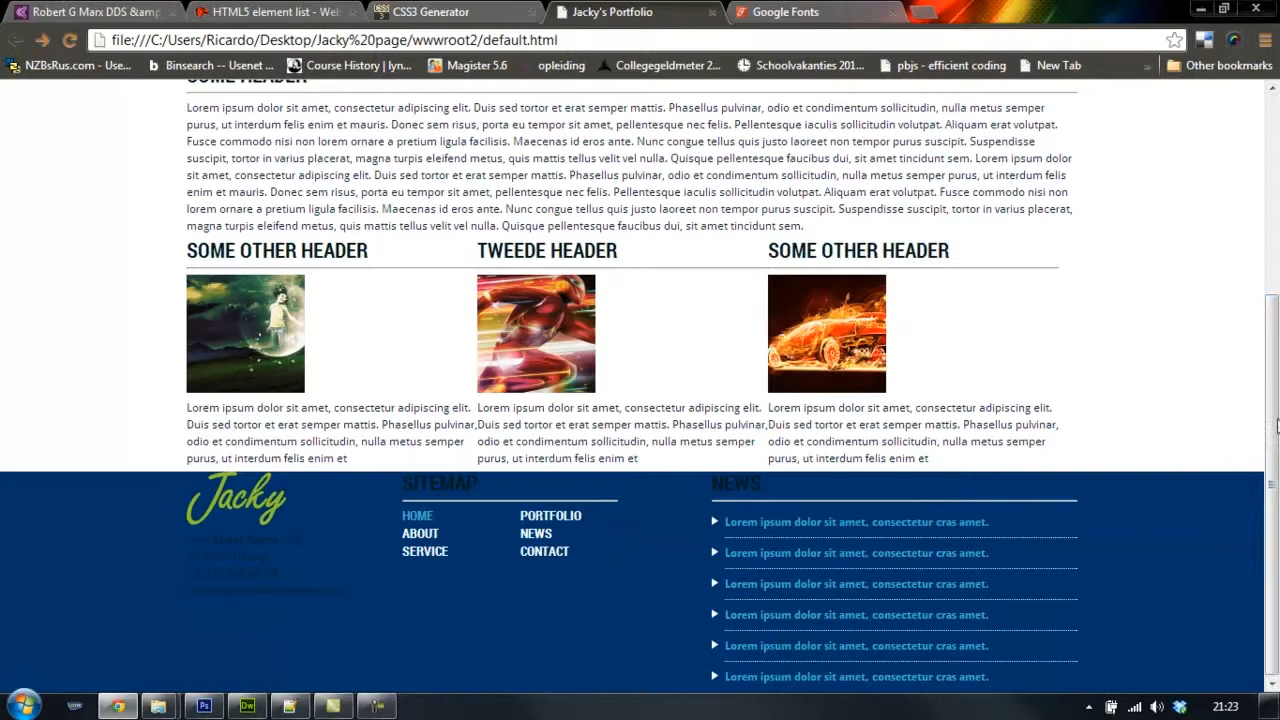 Robert G Marx DDS &amp
HTML5 element list - Web
CSS3 Generator
Jacky's Portfolio
Google Fonts
file:///C:/Users/Ricardo/Desktop/Jacky%20page/wwwroot2/default.html
NZBsRus.com - Use...
Binsearch -- Usenet ...
Course History | lyn...
Magister 5.6
opleiding
Collegegeldmeter 2...
Schoolvakanties 201...
pbjs - efficient coding
New Tab
»
Other bookmarks
SOME HEADER
Lorem ipsum dolor sit amet, consectetur adipiscing elit. Duis sed tortor et erat semper mattis. Phasellus pulvinar, odio et condimentum sollicitudin, nulla metus semper
purus, ut interdum felis enim et mauris. Donec sem risus, porta eu tempor sit amet, pellentesque nec felis. Pellentesque iaculis sollicitudin volutpat. Aliquam erat volutpat.
Fusce commodo nisi non lorem ornare a pretium ligula facilisis. Maecenas id eros ante. Nunc congue tellus quis justo laoreet non tempor purus suscipit. Suspendisse
suscipit, tortor in varius placerat, magna turpis eleifend metus, quis mattis tellus velit vel nulla. Quisque pellentesque faucibus dui, sit amet tincidunt sem. Lorem ipsum dolor
sit amet, consectetur adipiscing elit. Duis sed tortor et erat semper mattis. Phasellus pulvinar, odio et condimentum sollicitudin, nulla metus semper purus, ut interdum felis
enim et mauris. Donec sem risus, porta eu tempor sit amet, pellentesque nec felis. Pellentesque iaculis sollicitudin volutpat. Aliquam erat volutpat. Fusce commodo nisi non
lorem ornare a pretium ligula facilisis. Maecenas id eros ante. Nunc congue tellus quis justo laoreet non tempor purus suscipit. Suspendisse suscipit, tortor in varius placerat,
magna turpis eleifend metus, quis mattis tellus velit vel nulla. Quisque pellentesque faucibus dui, sit amet tincidunt sem.
SOME OTHER HEADER
Lorem ipsum dolor sit amet, consectetur adipiscing elit.
Duis sed tortor et erat semper mattis. Phasellus pulvinar,
odio et condimentum sollicitudin, nulla metus semper
purus, ut interdum felis enim et
TWEEDE HEADER
Lorem ipsum dolor sit amet, consectetur adipiscing elit.
Duis sed tortor et erat semper mattis. Phasellus pulvinar,
odio et condimentum sollicitudin, nulla metus semper
purus, ut interdum felis enim et
SOME OTHER HEADER
Lorem ipsum dolor sit amet, consectetur adipiscing elit.
Duis sed tortor et erat semper mattis. Phasellus pulvinar,
odio et condimentum sollicitudin, nulla metus semper
purus, ut interdum felis enim et
Jacky
Street Name
SITEMAP
HOME
ABOUT
SERVICE
PORTFOLIO
NEWS
CONTACT
NEWS
Lorem ipsum dolor sit amet, consectetur cras amet.
Lorem ipsum dolor sit amet, consectetur cras amet.
Lorem ipsum dolor sit amet, consectetur cras amet.
Lorem ipsum dolor sit amet, consectetur cras amet.
Lorem ipsum dolor sit amet, consectetur cras amet.
Lorem ipsum dolor sit amet, consectetur cras amet.
Ps
Dw
21:23